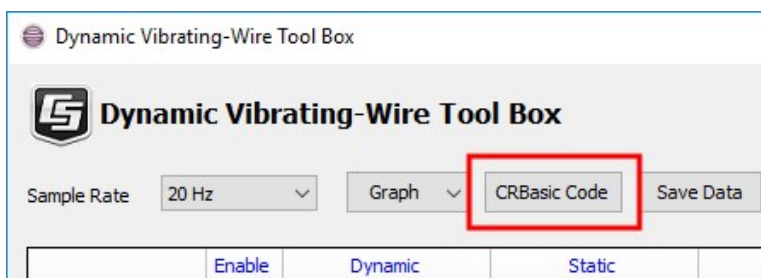 Dynamic Vibrating-Wire Tool Box
Dynamic Vibrating-Wire Tool Box
Sample Rate 20 Hz Graph CRBasic Code Save Data
Enable Dynamic Static